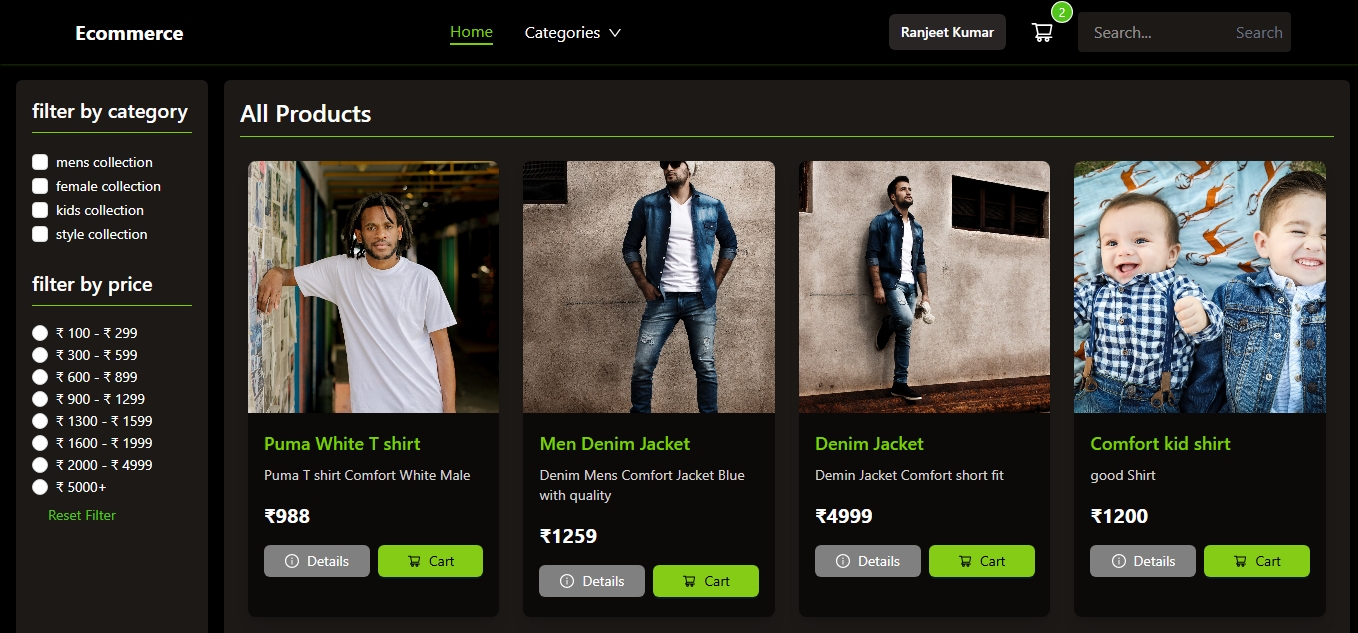 Ecommerce
Home
Categories
Ranjeet Kumar
2
Search...
Search
filter by category
mens collection
female collection
kids collection
style collection
filter by price
₹ 100 - ₹ 299
₹ 300 - ₹ 599
₹ 600 - ₹ 899
₹ 900 - ₹ 1299
₹ 1300 - ₹ 1599
₹ 1600 - ₹ 1999
₹ 2000 - ₹ 4999
₹ 5000+
Reset Filter
All Products
Puma White T shirt
Puma T shirt Comfort White Male
₹988
Details
Cart
Men Denim Jacket
Denim Mens Comfort Jacket Blue
with quality
₹1259
Details
Cart
Denim Jacket
Demin Jacket Comfort short fit
₹4999
Details
Cart
Comfort kid shirt
good Shirt
₹1200
Details
Cart